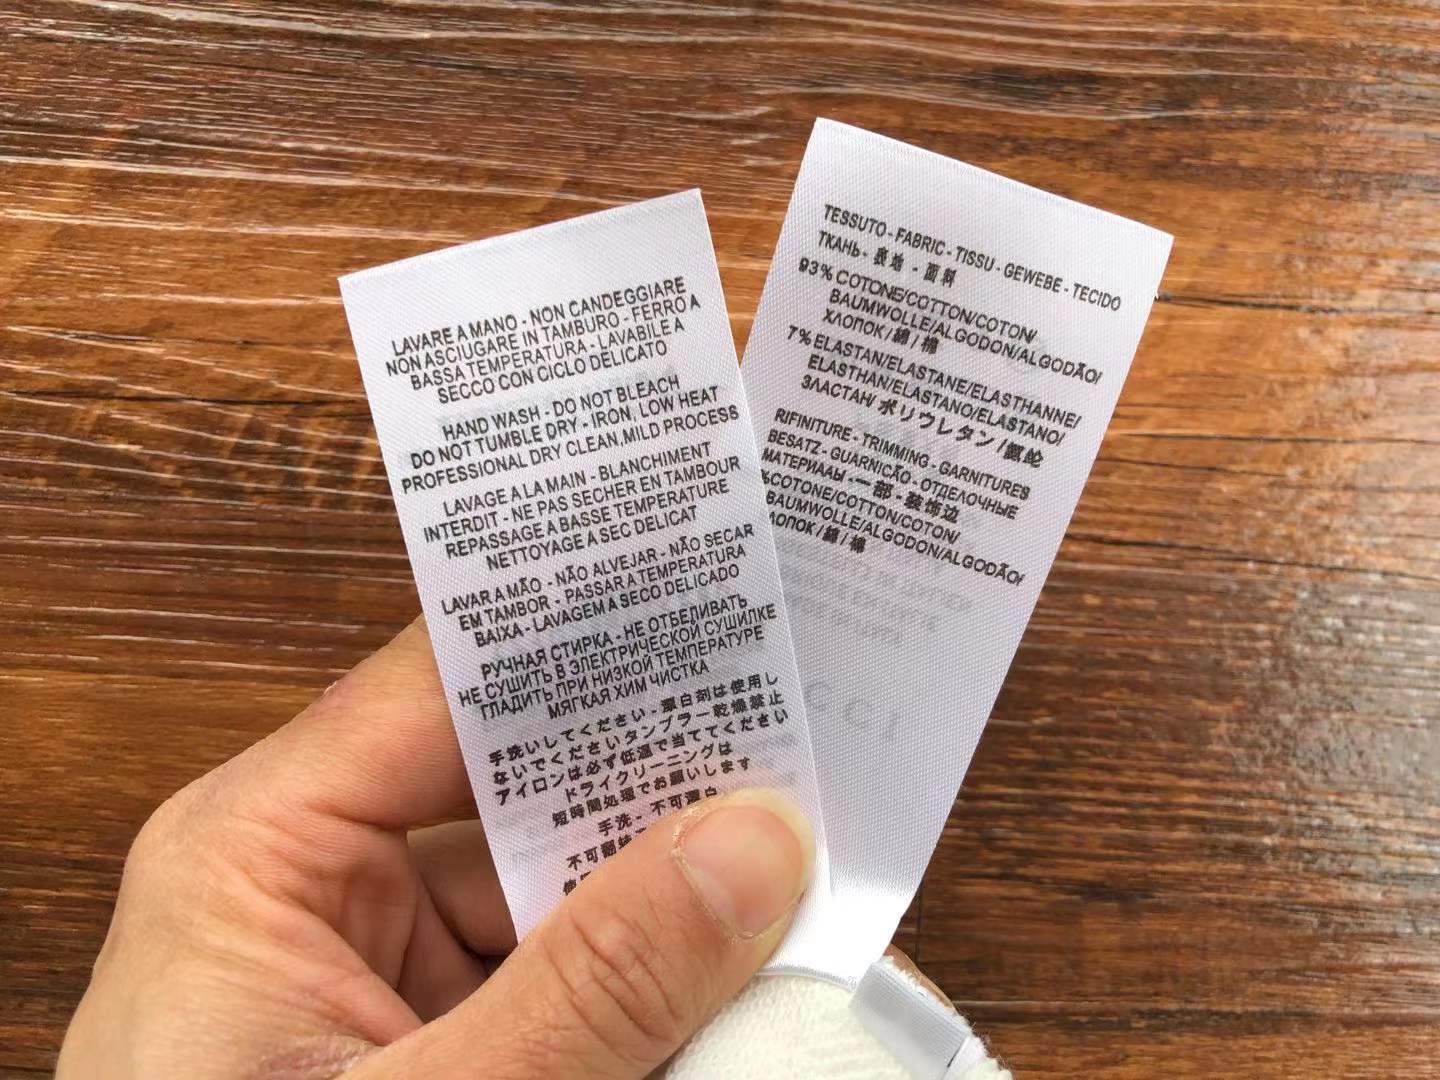 LAVARE A MANO - NON CANDEGGIARE
NON ASCIUGARE IN TAMBURO - FERRO A
BASSA TEMPERATURA - LAVABILE A
SECCO CON CICLO DELICATO
HAND WASH - DO NOT BLEACH
DO NOT TUMBLE DRY - IRON, LOW HEAT
PROFESSIONAL DRY CLEAN,MILD PROCESS
LAVAGE A LA MAIN - BLANCHIMENT
INTERDIT - NE PAS SECHER EN TAMBOUR
REPASSAGE A BASSE TEMPERATURE
NETTOYAGE A SEC DELICAT
LAVAR A MÃO - NÃO ALVEJAR - NÃO SECAR
EM TAMBOR - PASSAR A TEMPERATURA
BAIXA - LAVAGEM A SECO DELICADO
РУЧНАЯ СТИРКА - НЕ ОТБЕЛИВАТЬ
НЕ СУШИТЬ В ЭЛЕКТРИЧЕСКОЙ СУШИЛКЕ
ГЛАДИТЬ ПРИ НИЗКОЙ ТЕМПЕРАТУРЕ
МЯГКАЯ ХИМ ЧИСТКА
手洗いしてください - 漂白剤は使用し
ないでくださいタンブラー乾燥禁止
アイロンは必ず低温で当ててください
ドライクリーニングは
短時間処理でお願いします
手洗 - 不可漂白
不可翻
TESSUTO - FABRIC - TISSU - GEWEBE - TECIDO
ТКАНЬ - 表地 - 面料
93% COTONE/COTTON/COTON/
BAUMWOLLE/ALGODON/ALGODÃO/
ХЛОПОК / 綿 / 棉
7% ELASTAN/ELASTANE/ELASTHANNE/
ELASTHAN/ELASTANO/ELASTANO/
ЗЛАСТАН/ ポリウレタン /氨纶
RIFINITURE - TRIMMING - GARNITURES
BESATZ - GUARNICÃO - ОТДЕЛОЧНЫЕ
МАТЕРИААЫ - 一部 - 装饰边
%COTONE/COTTON/COTON/
BAUMWOLLE/ALGODON/ALGODÃO/
ЛОПОК / 綿 / 棉